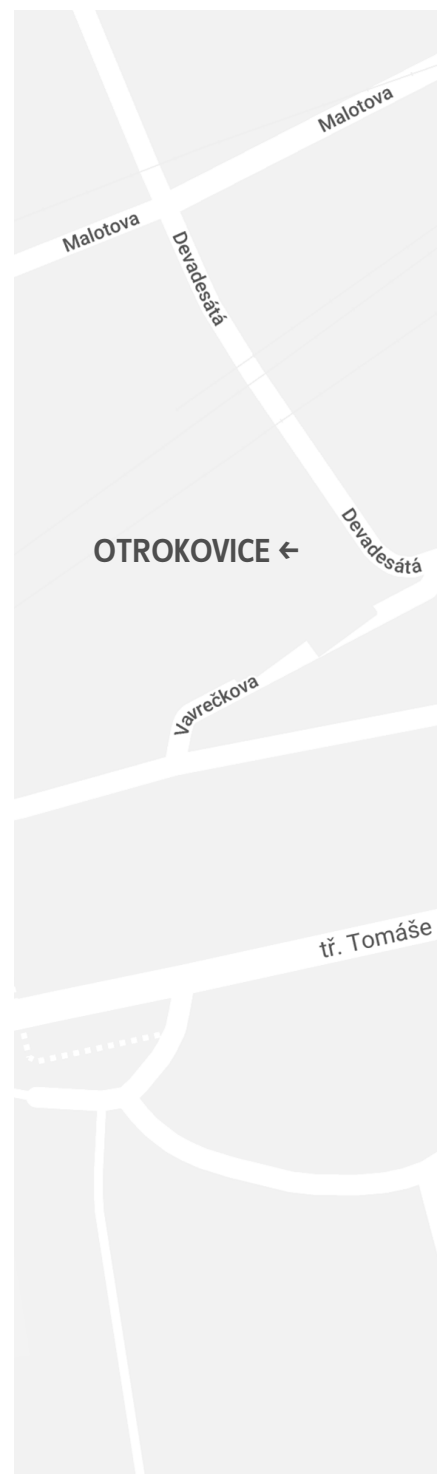 Malotova
Malotova
Devadesátá
Devadesátá
OTROKOVICE ←
Vavrečkova
tř. Tomáše